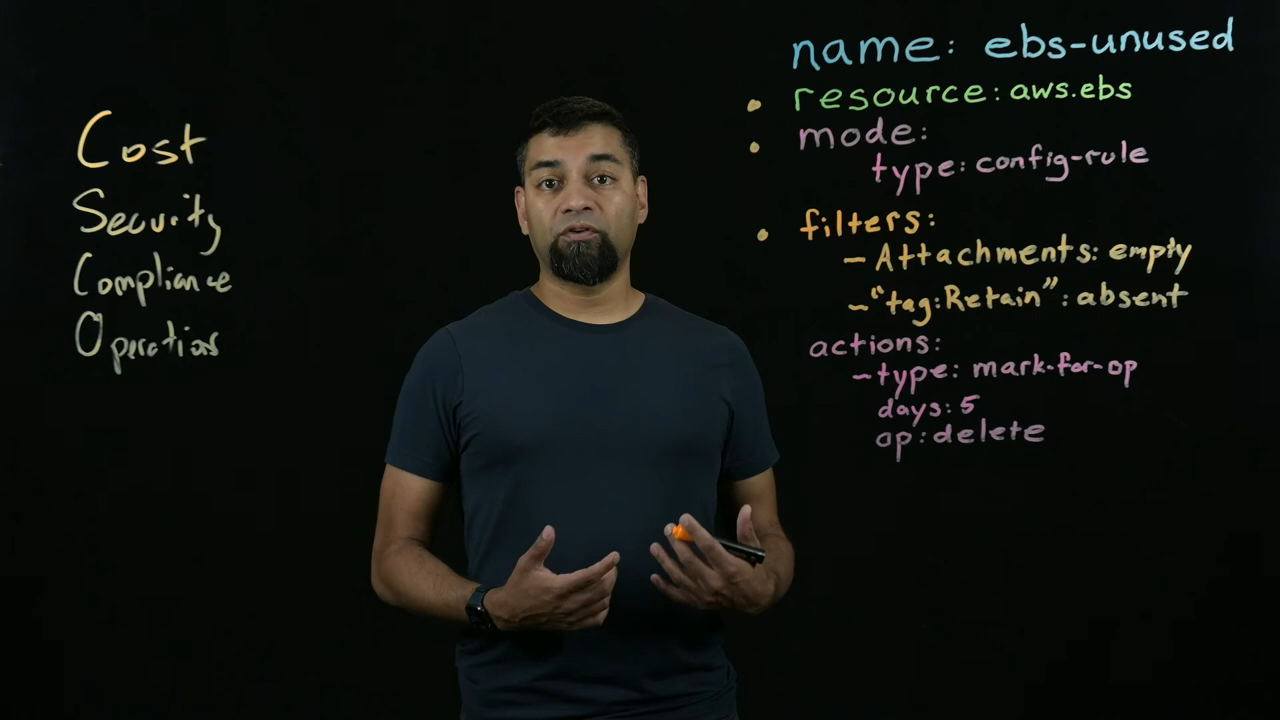 Cost
Security
Compliance
Operations
name: ebs-unused
resource: aws.ebs
mode:
type: config-rule
filters:
- Attachments: empty
- "tag:Retain": absent
actions:
- type: mark-for-op
days: 5
op: delete